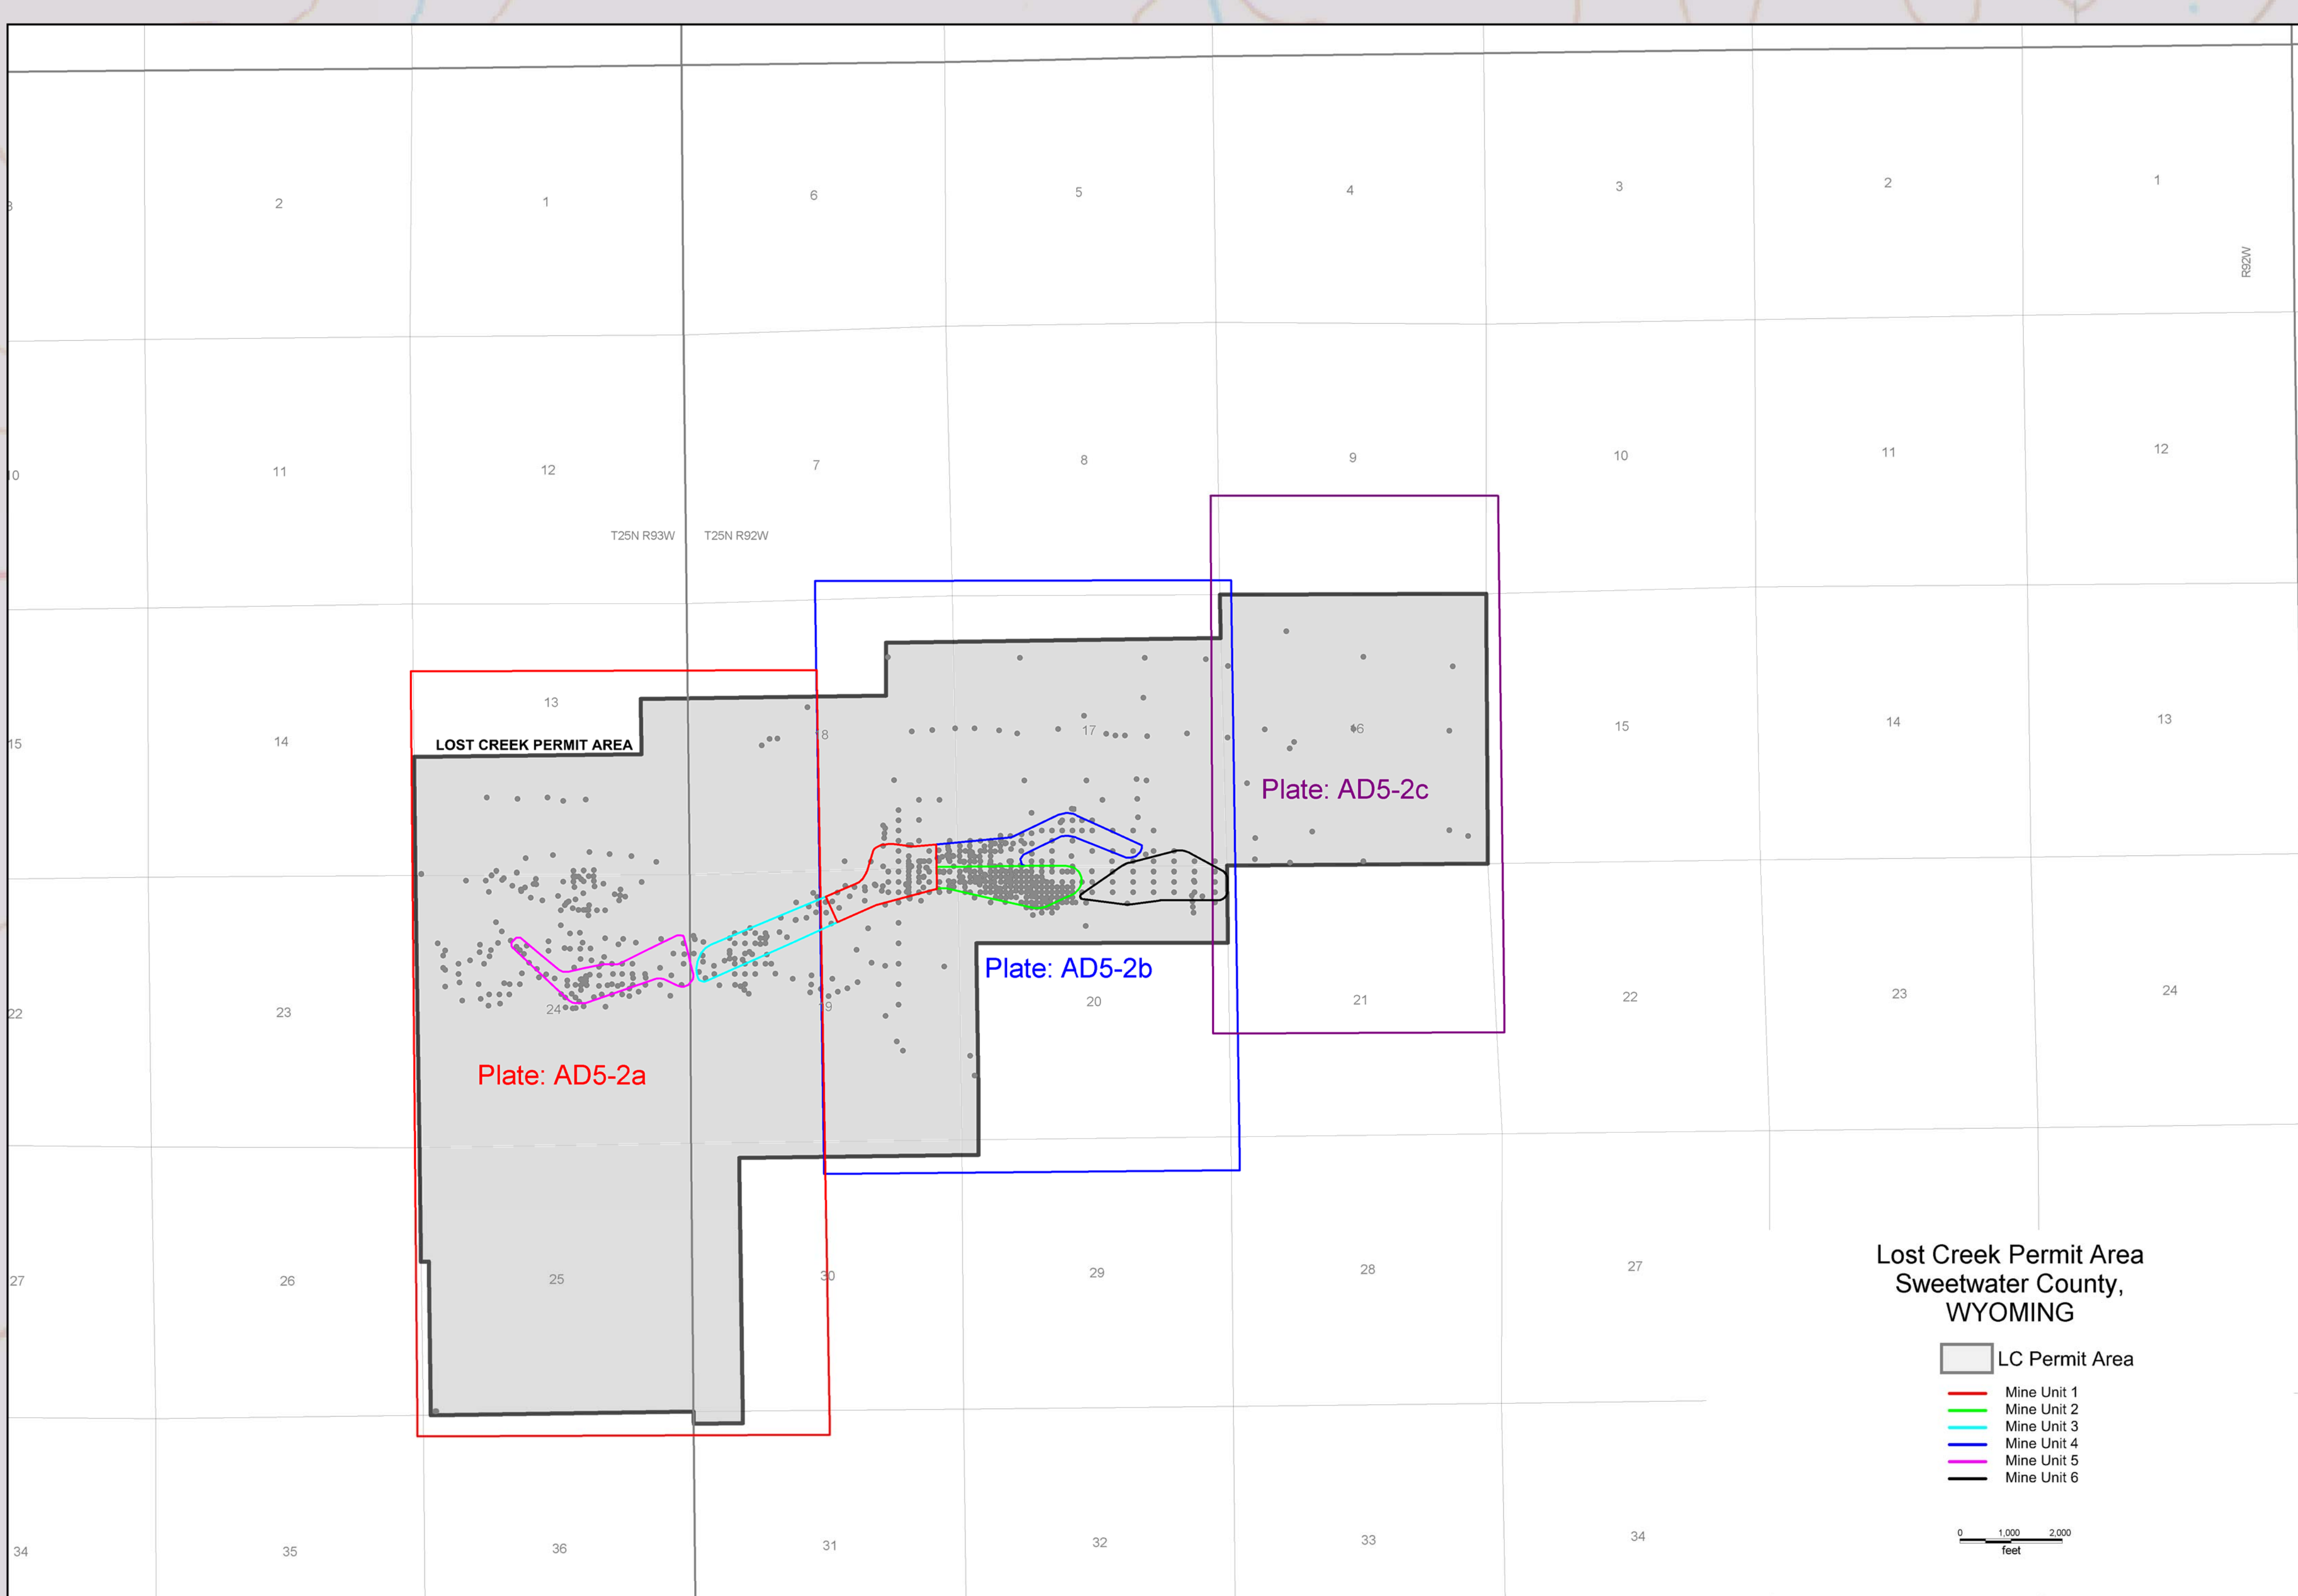 3
2
1
6
5
4
3
2
1
R92W
10
11
12
7
8
9
10
11
12
T25N R93W
T25N R92W
15
14
13
18
17
16
15
14
13
LOST CREEK PERMIT AREA
Plate: AD5-2c
Plate: AD5-2b
22
23
24
19
20
21
22
23
24
Plate: AD5-2a
27
26
25
30
29
28
27
Lost Creek Permit Area
Sweetwater County,
WYOMING
LC Permit Area
Mine Unit 1
Mine Unit 2
Mine Unit 3
Mine Unit 4
Mine Unit 5
Mine Unit 6
34
35
36
31
32
33
34
0 1,000 2,000
feet